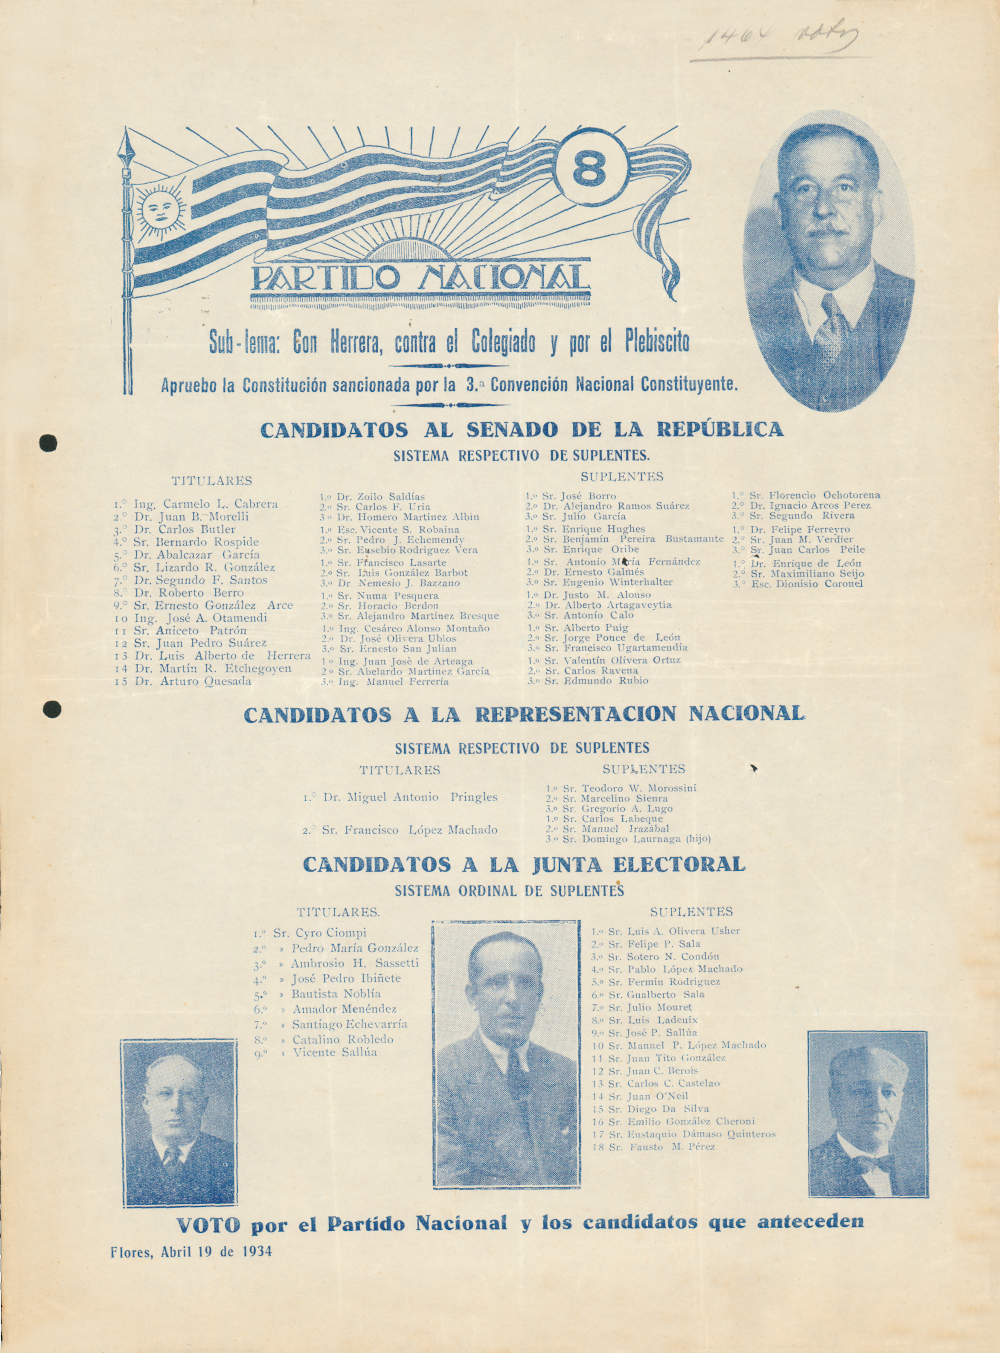 1464 votos
8
PARTIDO NACIONAL
Sub-lema: Con Herrera, contra el Colegiado y por el Plebiscito
Apruebo la Constitución sancionada por la 3.ª Convención Nacional Constituyente.
CANDIDATOS AL SENADO DE LA REPÚBLICA
SISTEMA RESPECTIVO DE SUPLENTES.
TITULARES
1.º Ing. Carmelo L. Cabrera
2.º Dr. Juan B. Morelli
3.º Dr. Carlos Butler
4.º Sr. Bernardo Rospide
5.º Dr. Abalcazar García
6.º Sr. Lizardo R. González
7.º Dr. Segundo F. Santos
8.º Dr. Roberto Berro
9.º Sr. Ernesto González Arce
10 Ing. José A. Otamendi
11 Sr. Aniceto Patrón
12 Sr. Juan Pedro Suárez
13 Dr. Luis Alberto de Herrera
14 Dr. Martín R. Etchegoyen
15 Dr. Arturo Quesada
SUPLENTES
1.º Dr. Zoilo Saldías
2.º Sr. Carlos F. Uria
3º Dr. Homero Martínez Albín
1.º Esc. Vicente S. Robaina
2.º Sr. Pedro J. Echemendy
3.º Sr. Eusebio Rodriguez Vera
1.º Sr. Francisco Lasarte
2.º Sr. Luis González Barbot
3.º Dr. Nemesio J. Bazzano
1.º Sr. Numa Pesquera
2.º Sr. Horacio Berdou
3.º Sr. Alejandro Martínez Bresque
1.º Ing. Cesáreo Alonso Montaño
2.º Dr. José Olivera Ubios
3.º Sr. Ernesto San Julian
1º Ing. Juan Josè de Arteaga
2º Sr. Abelardo Martinez García
3.º Ing. Manuel Ferrería
1.º Sr. José Borro
2.º Dr. Alejandro Ramos Suárez
3.º Sr. Julio García
1.º Sr. Enrique Hughes
2.º Sr. Benjamín Pereira Bustamante
3.º Sr. Enrique Oribe
1.º Sr. Antonio María Fernández
2.º Dr. Ernesto Galmés
3.º Sr. Eugenio Winterhalter
1.º Dr. Justo M. Alonso
2.º Dr. Alberto Artagaveytia
3.º Sr. Antonio Calo
1.º Sr. Alberto Puig
2.º Sr. Jorge Ponce de León
3.º Sr. Francisco Ugartamendía
1.º Sr. Valentín Olivera Ortuz
2.º Sr. Carlos Ravena
3.º Sr. Edmundo Rubio
1.º Sr. Florencio Ochotorena
2.º Dr. Ignacio Arcos Perez
3.º Sr. Segundo Rivera
1.º Dr. Felipe Ferreyro
2.º Sr. Juan M. Verdier
3.º Sr. Juan Carlos Peile
1.º Dr. Enrique de León
2.º Sr. Maximiliano Seijo
3.º Esc. Dionisio Coronel
CANDIDATOS A LA REPRESENTACION NACIONAL
SISTEMA RESPECTIVO DE SUPLENTES
TITULARES
1.º Dr. Miguel Antonio Pringles
2.º Sr. Francisco López Machado
SUPLENTES
1.º Sr. Teodoro W. Morossini
2.º Sr. Marcelino Sienra
3.º Sr. Gregorio A. Lugo
1.º Sr. Carlos Labeque
2.º Sr. Manuel Irazábal
3.º Sr. Domingo Laurnaga (hijo)
CANDIDATOS A LA JUNTA ELECTORAL
SISTEMA ORDINAL DE SUPLENTES
TITULARES.
1.º Sr. Cyro Ciompi
2.º » Pedro María González
3.º » Ambrosio H. Sassetti
4.º » José Pedro Ibiñete
5.º » Bautista Noblía
6.º » Amador Menéndez
7.º » Santiago Echevarría
8.º » Catalino Robledo
9.º » Vicente Sallúa
SUPLENTES
1.º Sr. Luis A. Olivera Usher
2.º Sr. Felipe P. Sala
3.º Sr. Sotero N. Condón
4.º Sr. Pablo López Machado
5.º Sr. Fermín Rodriguez
6.º Sr. Gualberto Sala
7.º Sr. Julio Mouret
8.º Sr. Luis Ladeuix
9.º Sr. José P. Sallúa
10 Sr. Manuel P. López Machado
11 Sr. Juan Tito González
12 Sr. Juan C. Berois
13 Sr. Carlos C. Castelao
14 Sr. Juan O'Neil
15 Sr. Diego Da Silva
16 Sr. Emilio González Cheroni
17 Sr. Eustaquio Dámaso Quinteros
18 Sr. Fausto M. Pérez
VOTO por el Partido Nacional y los candidatos que anteceden
Flores, Abril 19 de 1934